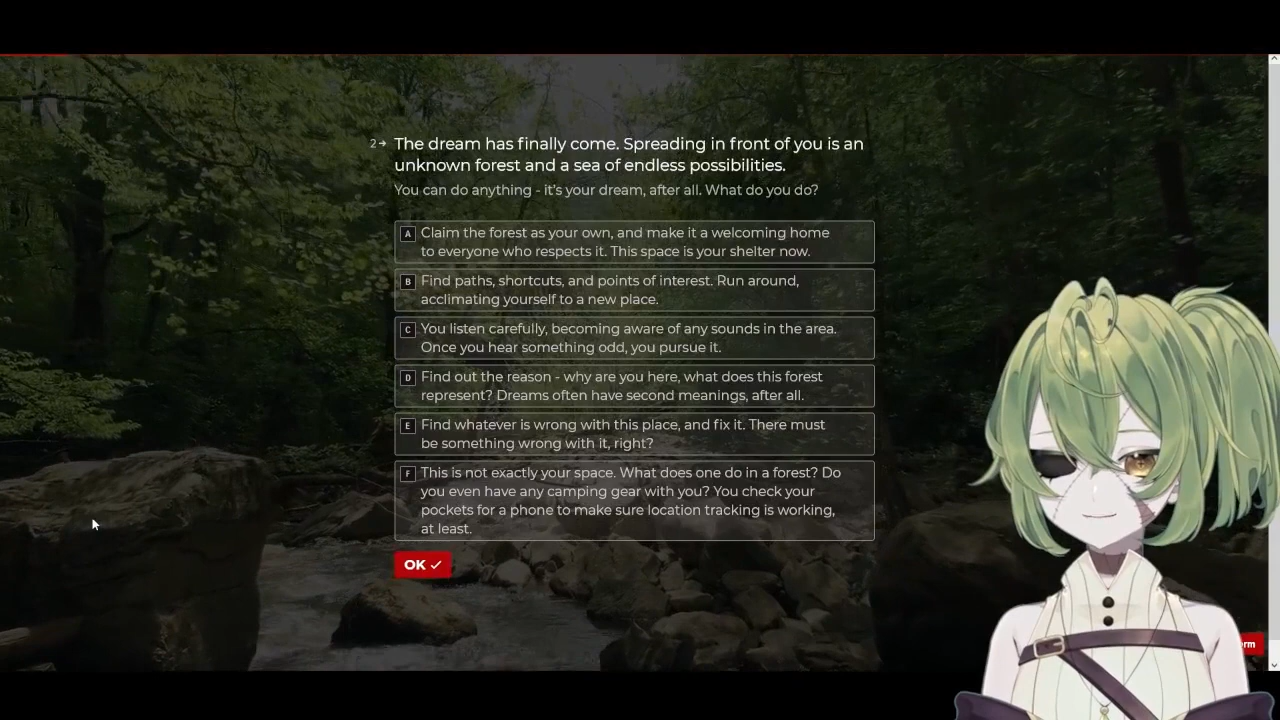 2→ The dream has finally come. Spreading in front of you is an
unknown forest and a sea of endless possibilities.
You can do anything - it's your dream, after all. What do you do?
A Claim the forest as your own, and make it a welcoming home
to everyone who respects it. This space is your shelter now.
B Find paths, shortcuts, and points of interest. Run around,
acclimating yourself to a new place.
C You listen carefully, becoming aware of any sounds in the area.
Once you hear something odd, you pursue it.
D Find out the reason - why are you here, what does this forest
represent? Dreams often have second meanings, after all.
E Find whatever is wrong with this place, and fix it. There must
be something wrong with it, right?
F This is not exactly your space. What does one do in a forest? Do
you even have any camping gear with you? You check your
pockets for a phone to make sure location tracking is working,
at least.
OK ✓